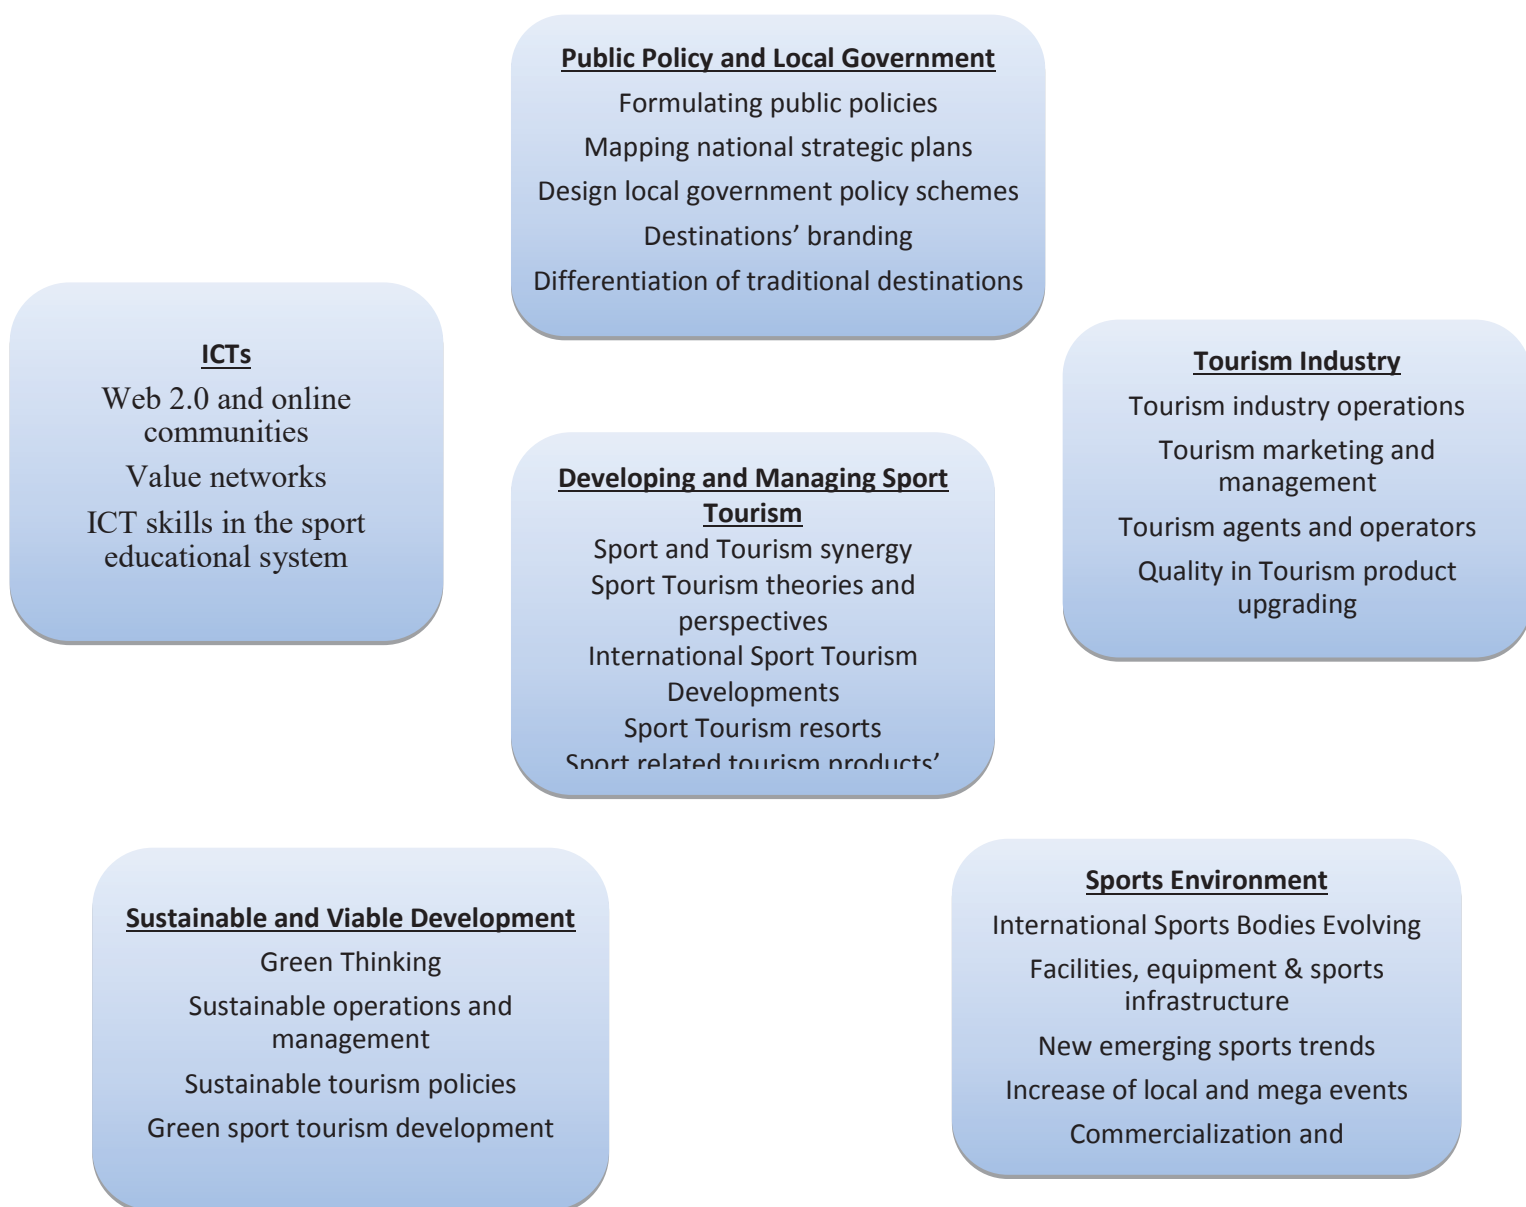 Public Policy and Local Government
Formulating public policies
Mapping national strategic plans
Design local government policy schemes
Destinations’ branding
Differentiation of traditional destinations
ICTs
Web 2.0 and online
communities
Value networks
ICT skills in the sport
educational system
Tourism Industry
Tourism industry operations
Tourism marketing and
management
Tourism agents and operators
Quality in Tourism product
upgrading
Developing and Managing Sport
Tourism
Sport and Tourism synergy
Sport Tourism theories and
perspectives
International Sport Tourism
Developments
Sport Tourism resorts
Sport related tourism products’
Sustainable and Viable Development
Green Thinking
Sustainable operations and
management
Sustainable tourism policies
Green sport tourism development
Sports Environment
International Sports Bodies Evolving
Facilities, equipment & sports
infrastructure
New emerging sports trends
Increase of local and mega events
Commercialization and